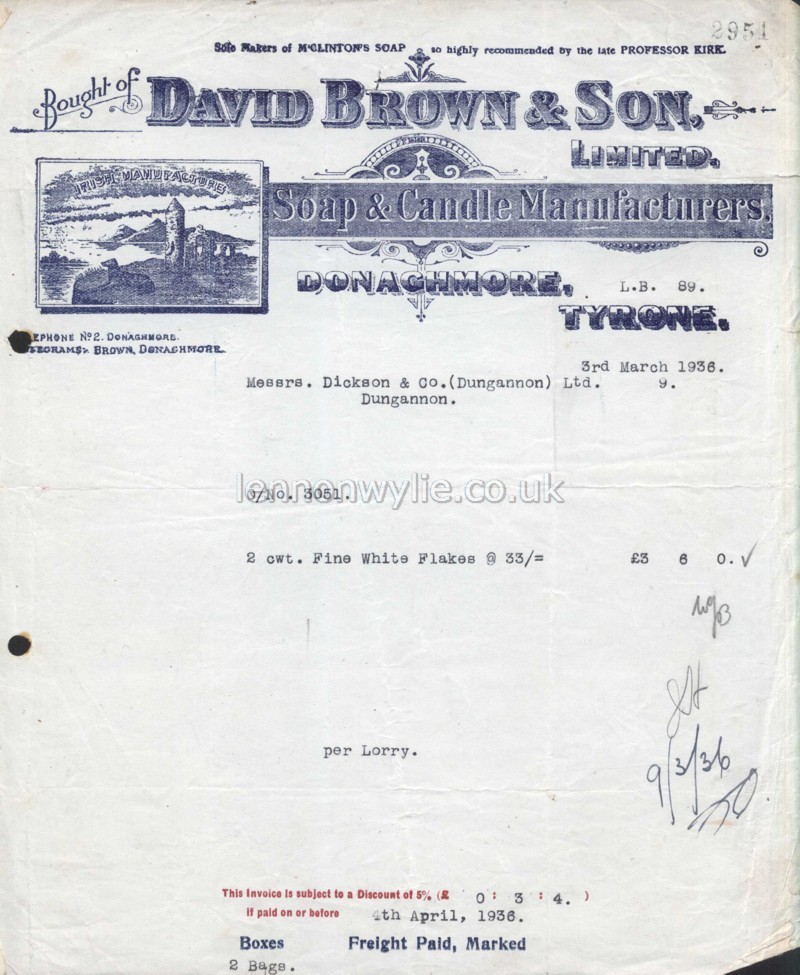 2951
Sole Makers of McCLINTON'S SOAP so highly recommended by the late PROFESSOR KIRK.
Bought of DAVID BROWN & SON,
LIMITED.
IRISH MANUFACTURE
Soap & Candle Manufacturers,
DONAGHMORE, L.B. 89.
TYRONE.
EPHONE No 2. DONAGHMORE.
EGRAMS:- BROWN, DONAGHMORE.
3rd March 1936.
Messrs. Dickson & Co.(Dungannon) Ltd. 9.
Dungannon.
lennonwylie.co.uk
O/No. 3051.
2 cwt. Fine White Flakes @ 33/= £3 6 0.
per Lorry.
9/3/36
This Invoice is subject to a Discount of 5% (£ 0 : 3 : 4. )
If paid on or before 4th April, 1936.
Boxes Freight Paid, Marked
2 Bags.